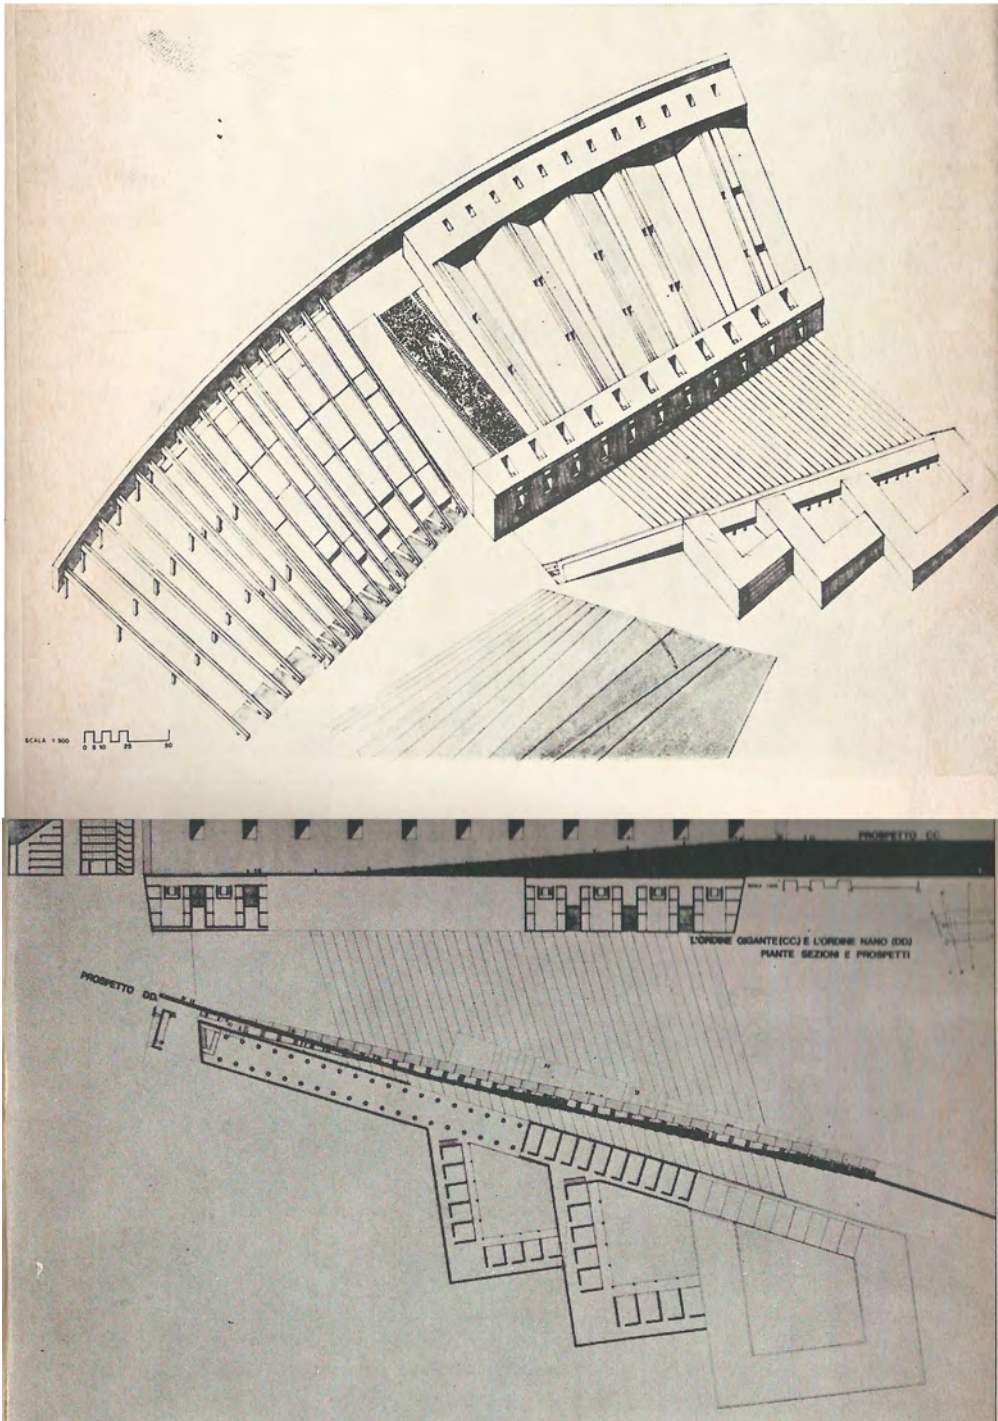 SCALA 1:500
0 5 10 25 50
PROSPETTO CC.
L'ORDINE GIGANTE (CC) E L'ORDINE NANO (DD)
PIANTE SEZIONI E PROSPETTI
PROSPETTO DD.